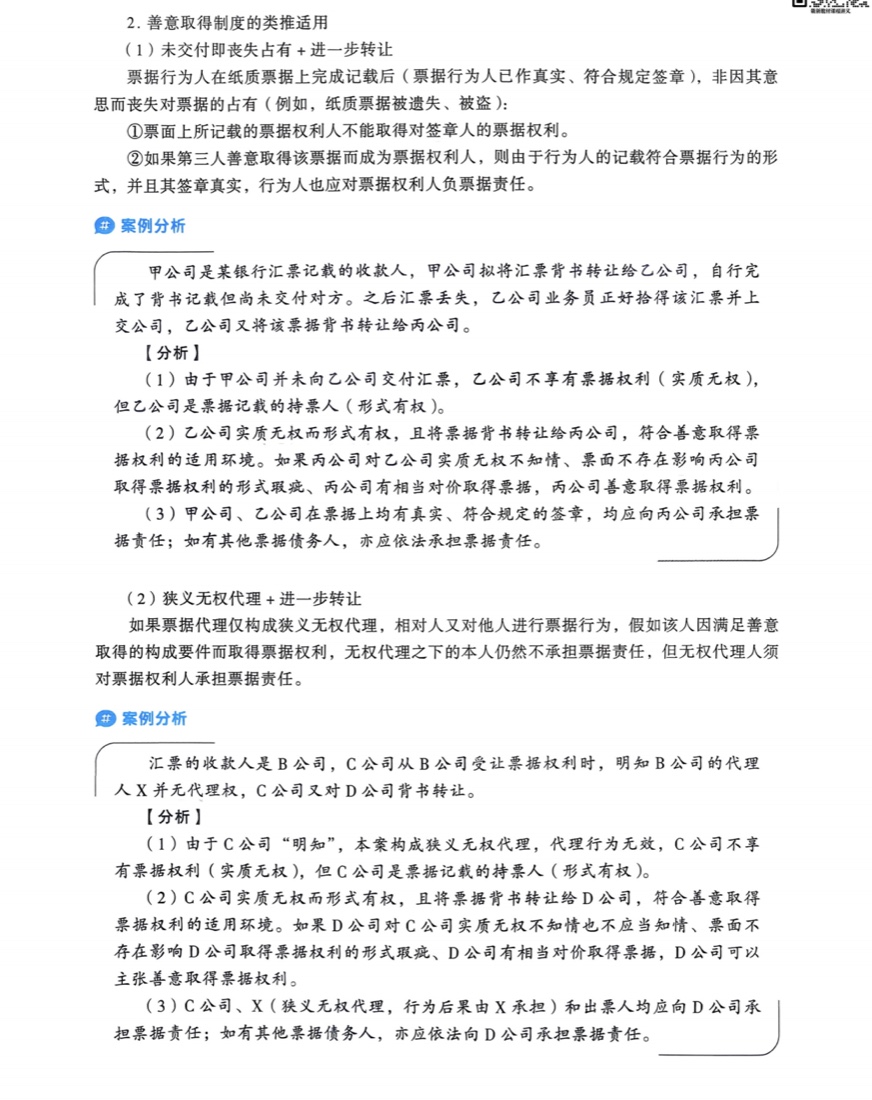 2. 善意取得制度的类推适用
（1）未交付即丧失占有 + 进一步转让
票据行为人在纸质票据上完成记载后（票据行为人已作真实、符合规定签章），非因其意
思而丧失对票据的占有（例如，纸质票据被遗失、被盗）：
①票面上所记载的票据权利人不能取得对签章人的票据权利。
②如果第三人善意取得该票据而成为票据权利人，则由于行为人的记载符合票据行为的形
式，并且其签章真实，行为人也应对票据权利人负票据责任。
# 案例分析
甲公司是某银行汇票记载的收款人，甲公司拟将汇票背书转让给乙公司，自行完
成了背书记载但尚未交付对方。之后汇票丢失，乙公司业务员正好拾得该汇票并上
交公司，乙公司又将该票据背书转让给丙公司。
【分析】
（1）由于甲公司并未向乙公司交付汇票，乙公司不享有票据权利（实质无权），
但乙公司是票据记载的持票人（形式有权）。
（2）乙公司实质无权而形式有权，且将票据背书转让给丙公司，符合善意取得票
据权利的适用环境。如果丙公司对乙公司实质无权不知情、票面不存在影响丙公司
取得票据权利的形式瑕疵、丙公司有相当对价取得票据，丙公司善意取得票据权利。
（3）甲公司、乙公司在票据上均有真实、符合规定的签章，均应向丙公司承担票
据责任；如有其他票据债务人，亦应依法承担票据责任。
（2）狭义无权代理 + 进一步转让
如果票据代理仅构成狭义无权代理，相对人又对他人进行票据行为，假如该人因满足善意
取得的构成要件而取得票据权利，无权代理之下的本人仍然不承担票据责任，但无权代理人须
对票据权利人承担票据责任。
# 案例分析
汇票的收款人是 B 公司，C 公司从 B 公司受让票据权利时，明知 B 公司的代理
人 X 并无代理权，C 公司又对 D 公司背书转让。
【分析】
（1）由于 C 公司“明知”，本案构成狭义无权代理，代理行为无效，C 公司不享
有票据权利（实质无权），但 C 公司是票据记载的持票人（形式有权）。
（2）C 公司实质无权而形式有权，且将票据背书转让给 D 公司，符合善意取得
票据权利的适用环境。如果 D 公司对 C 公司实质无权不知情也不应当知情、票面不
存在影响 D 公司取得票据权利的形式瑕疵、D 公司有相当对价取得票据，D 公司可以
主张善意取得票据权利。
（3）C 公司、X（狭义无权代理，行为后果由 X 承担）和出票人均应向 D 公司承
担票据责任；如有其他票据债务人，亦应依法向 D 公司承担票据责任。